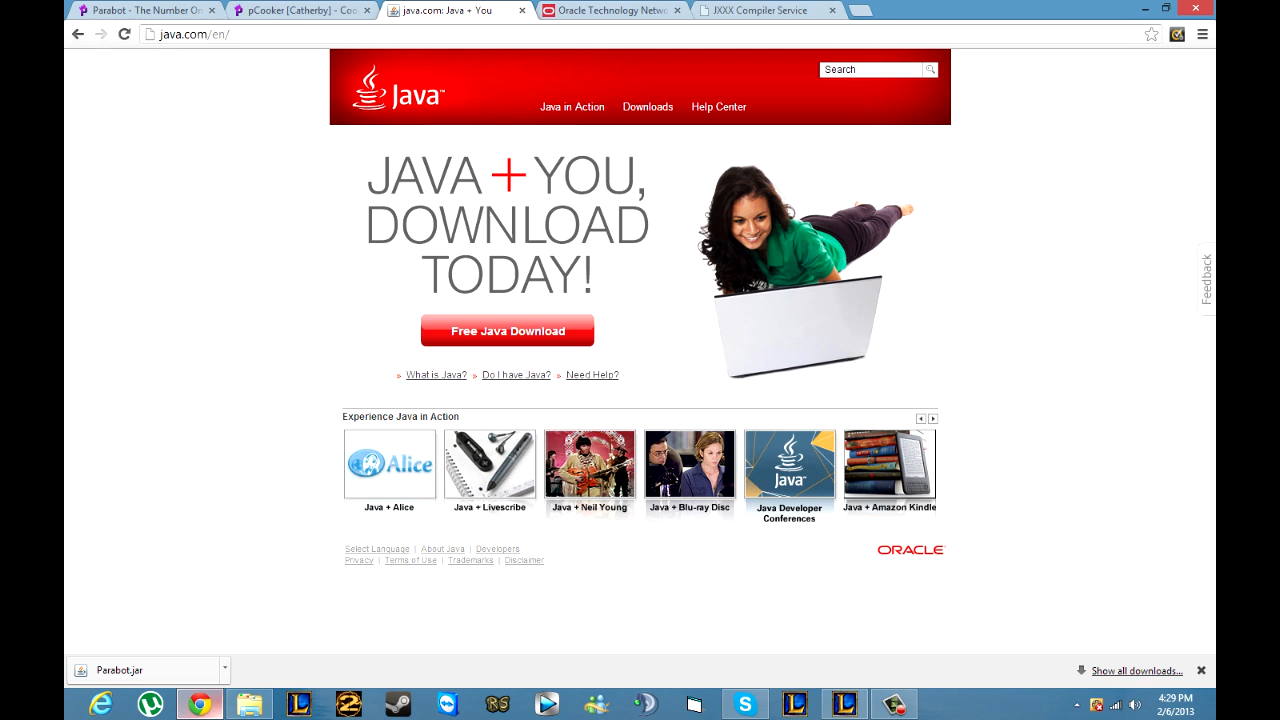 Parabot - The Number On
pCooker [Catherby] - Coo
java.com: Java + You
Oracle Technology Netwo
JXXX Compiler Service
java.com/en/
Java™
Search
Java in Action
Downloads
Help Center
JAVA + YOU,
DOWNLOAD
TODAY!
Free Java Download
» What is Java? » Do I have Java? » Need Help?
Feedback
Experience Java in Action
Alice
Java™
Java + Alice
Java + Livescribe
Java + Neil Young
Java + Blu-ray Disc
Java Developer
Conferences
Java + Amazon Kindle
Select Language | About Java | Developers
Privacy | Terms of Use | Trademarks | Disclaimer
ORACLE
Parabot.jar
Show all downloads...
4:29 PM
2/6/2013